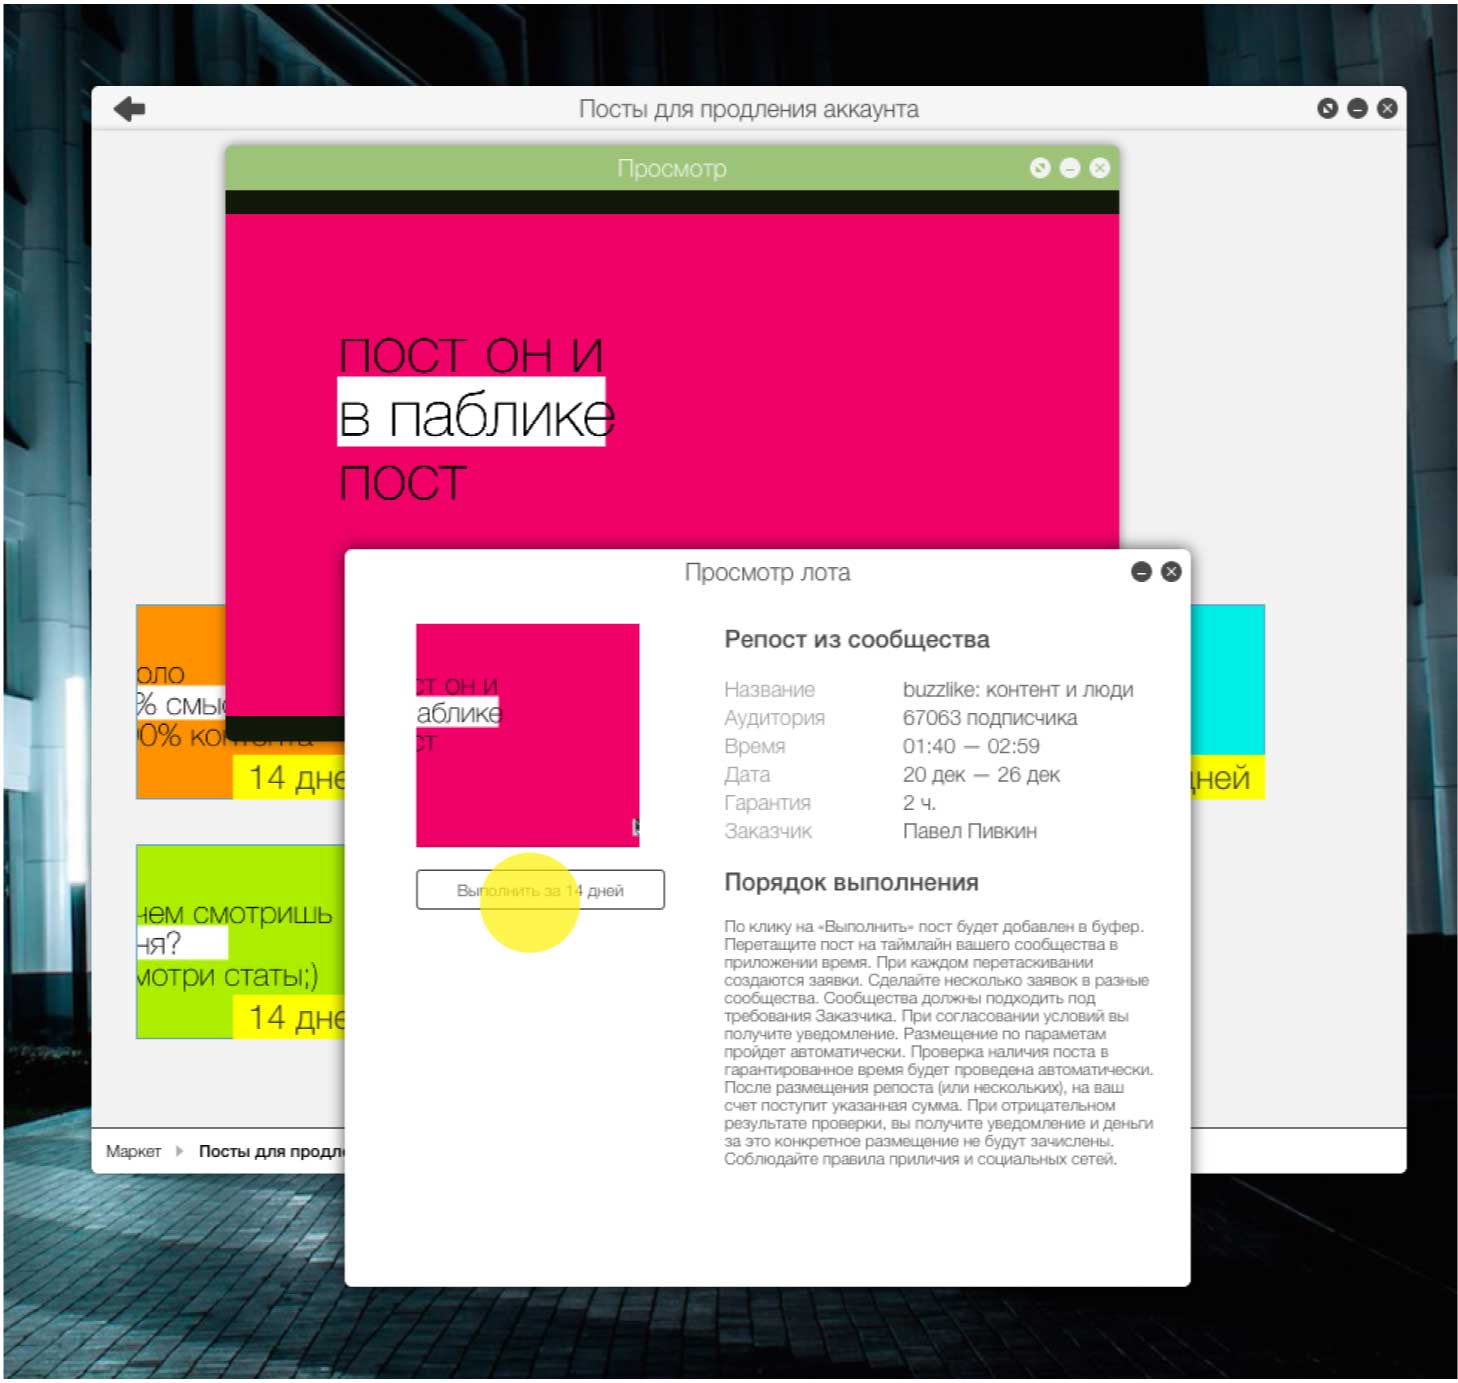 Посты для продления аккаунта
Просмотр
пост он и
в паблике
пост
оло
% смы
0% контента
14 дне
дней
чем смотришь
ня?
мотри статы;)
14 дне
Маркет
Посты для продл
Просмотр лота
ст он и
аблике
ст
Выполнить за 14 дней
Репост из сообщества
Название buzzlike: контент и люди
Аудитория 67063 подписчика
Время 01:40 — 02:59
Дата 20 дек — 26 дек
Гарантия 2 ч.
Заказчик Павел Пивкин
Порядок выполнения
По клику на «Выполнить» пост будет добавлен в буфер.
Перетащите пост на таймлайн вашего сообщества в
приложении время. При каждом перетаскивании
создаются заявки. Сделайте несколько заявок в разные
сообщества. Сообщества должны подходить под
требования Заказчика. При согласовании условий вы
получите уведомление. Размещение по параметрам
пройдет автоматически. Проверка наличия поста в
гарантированное время будет проведена автоматически.
После размещения репоста (или нескольких), на ваш
счет поступит указанная сумма. При отрицательном
результате проверки, вы получите уведомление и деньги
за это конкретное размещение не будут зачислены.
Соблюдайте правила приличия и социальных сетей.